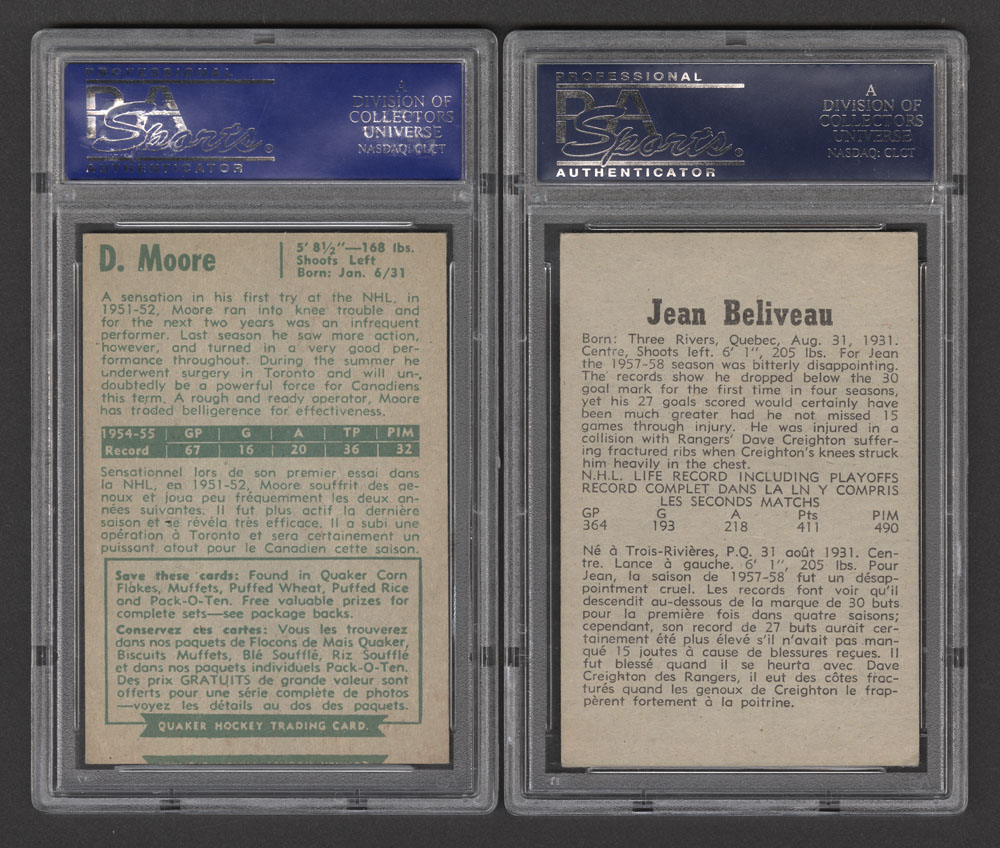 PROFESSIONAL
PSA
Sports®
AUTHENTICATOR
A
DIVISION OF
COLLECTORS
UNIVERSE
NASDAQ: CLCT
D. Moore
5' 8½"—168 lbs.
Shoots Left
Born: Jan. 6/31
A sensation in his first try at the NHL, in
1951-52, Moore ran into knee trouble and
for the next two years was an infrequent
performer. Last season he saw more action,
however, and turned in a very good per-
formance throughout. During the summer he
underwent surgery in Toronto and will un-
doubtedly be a powerful force for Canadiens
this term. A rough and ready operator, Moore
has traded belligerence for effectiveness.
1954-55 GP G A TP PIM
Record 67 16 20 36 32
Sensationnel lors de son premier essai dans
la NHL, en 1951-52, Moore souffrit des ge-
noux et joua peu fréquemment les deux an-
nées suivantes. Il fut plus actif la dernière
saison et se révéla très efficace. Il a subi une
opération à Toronto et sera certainement un
puissant atout pour le Canadien cette saison.
Save these cards: Found in Quaker Corn
Flakes, Muffets, Puffed Wheat, Puffed Rice
and Pack-O-Ten. Free valuable prizes for
complete sets—see package backs.
Conservez ces cartes: Vous les trouverez
dans nos paquets de Flocons de Mais Quaker,
Biscuits Muffets, Blé Soufflé, Riz Soufflé
et dans nos paquets individuels Pack-O-Ten.
Des prix GRATUITS de grande valeur sont
offerts pour une série complète de photos
—voyez les détails au dos des paquets.
QUAKER HOCKEY TRADING CARD.
PROFESSIONAL
PSA
Sports®
AUTHENTICATOR
A
DIVISION OF
COLLECTORS
UNIVERSE
NASDAQ: CLCT
Jean Beliveau
Born: Three Rivers, Quebec, Aug. 31, 1931.
Centre, Shoots left. 6' 1", 205 lbs. For Jean
the 1957-58 season was bitterly disappointing.
The records show he dropped below the 30
goal mark for the first time in four seasons,
yet his 27 goals scored would certainly have
been much greater had he not missed 15
games through injury. He was injured in a
collision with Rangers' Dave Creighton suffer-
ing fractured ribs when Creighton's knees struck
him heavily in the chest.
N.H.L. LIFE RECORD INCLUDING PLAYOFFS
RECORD COMPLET DANS LA LN Y COMPRIS
LES SECONDS MATCHS
GP G A Pts PIM
364 193 218 411 490
Né à Trois-Rivières, P.Q. 31 août 1931. Cen-
tre. Lance à gauche. 6' 1", 205 lbs. Pour
Jean, la saison de 1957-58 fut un désap-
pointment cruel. Les records font voir qu'il
descendit au-dessous de la marque de 30 buts
pour la première fois dans quatre saisons;
cependant, son record de 27 buts aurait cer-
tainement été plus élevé s'il n'avait pas man-
qué 15 joutes à cause de blessures reçues. Il
fut blessé quand il se heurta avec Dave
Creighton des Rangers, il eut des côtes frac-
turés quand les genoux de Creighton le frap-
pèrent fortement à la poitrine.